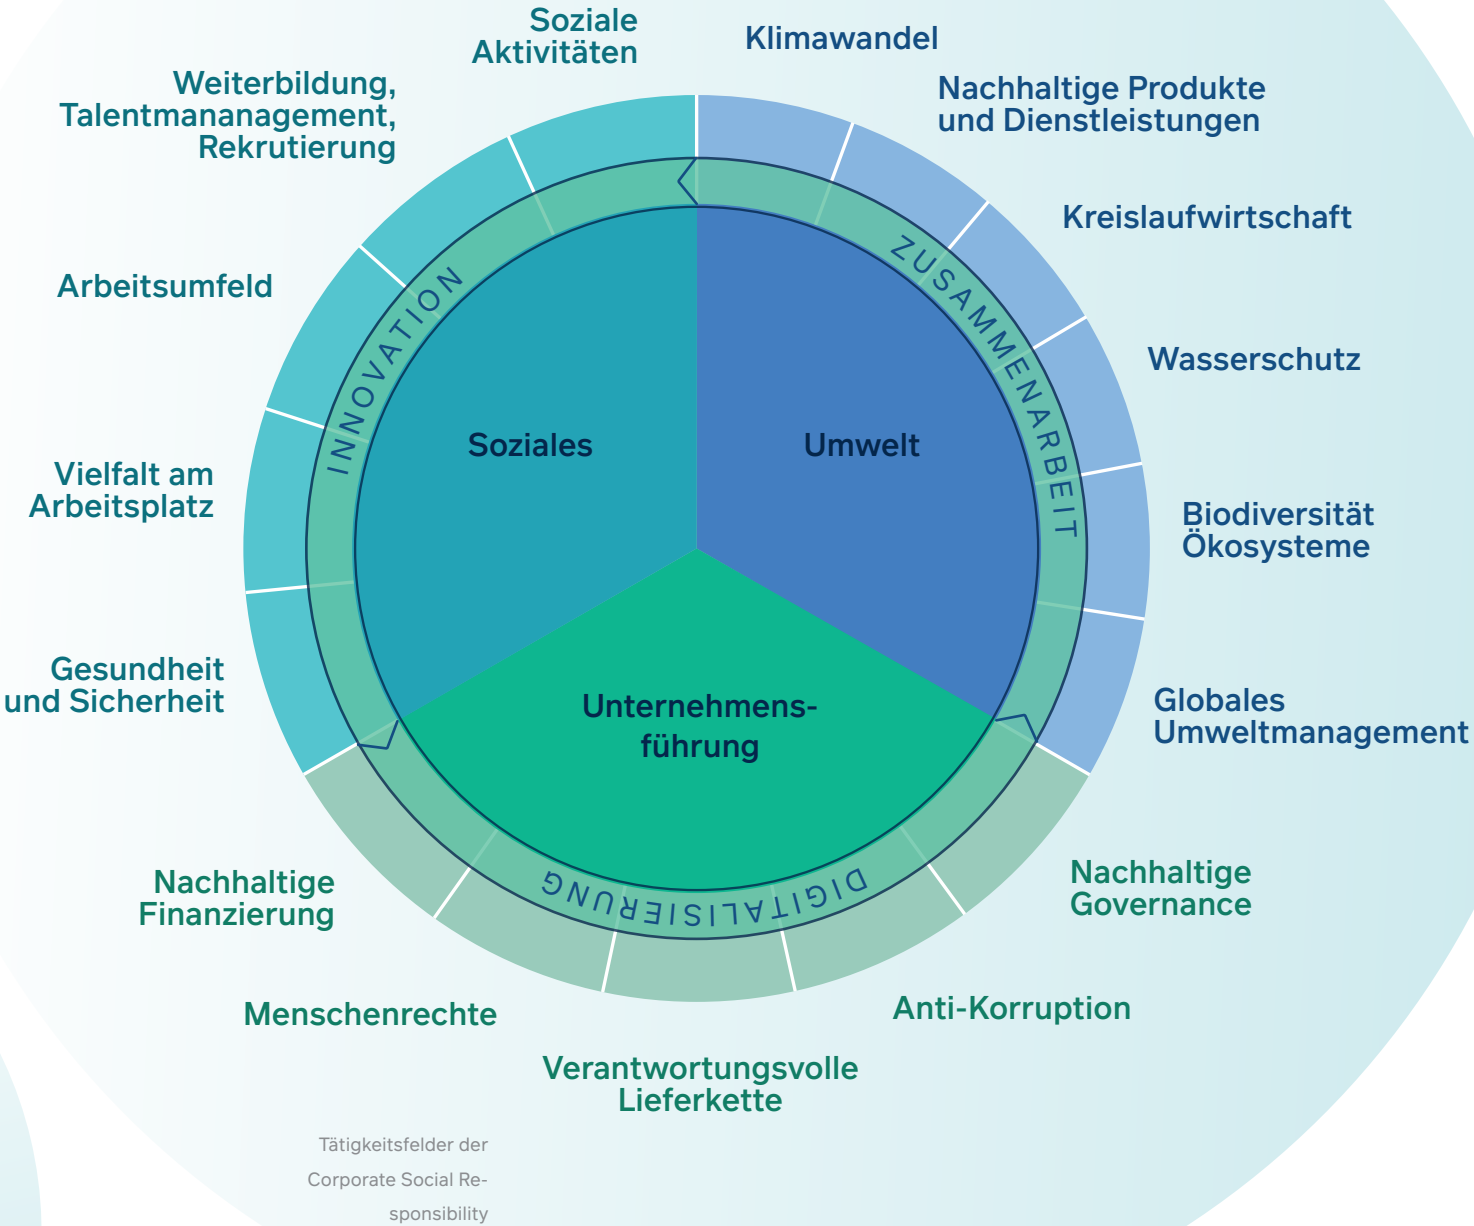 Soziale
Aktivitäten
Klimawandel
Weiterbildung,
Talentmananagement,
Rekrutierung
Nachhaltige Produkte
und Dienstleistungen
Kreislaufwirtschaft
Arbeitsumfeld
INNOVATION
ZUSAMMENARBEIT
Wasserschutz
Soziales
Umwelt
Vielfalt am
Arbeitsplatz
Biodiversität
Ökosysteme
Gesundheit
und Sicherheit
Unternehmens-
führung
Globales
Umweltmanagement
DIGITALISIERUNG
Nachhaltige
Finanzierung
Nachhaltige
Governance
Menschenrechte
Anti-Korruption
Verantwortungsvolle
Lieferkette
Tätigkeitsfelder der
Corporate Social Re-
sponsibility